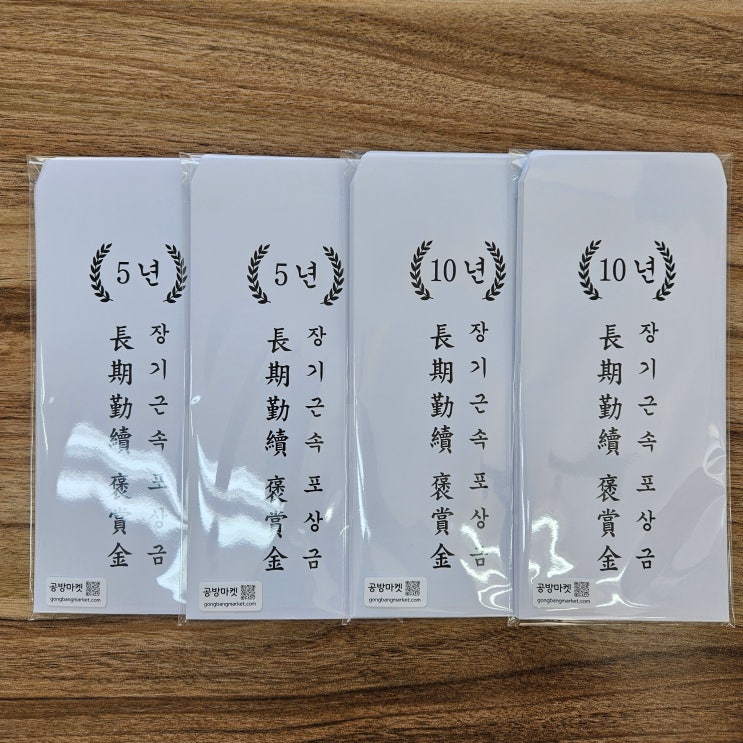 5년
장기근속 포상금
長期勤續 褒賞金
공방마켓
gongbangmarket.com
5년
장기근속 포상금
長期勤續 褒賞金
공방마켓
gongbangmarket.com
10년
장기근속 포상금
長期勤續 褒賞金
공방마켓
gongbangmarket.com
10년
장기근속 포상금
長期勤續 褒賞金
공방마켓
gongbangmarket.com